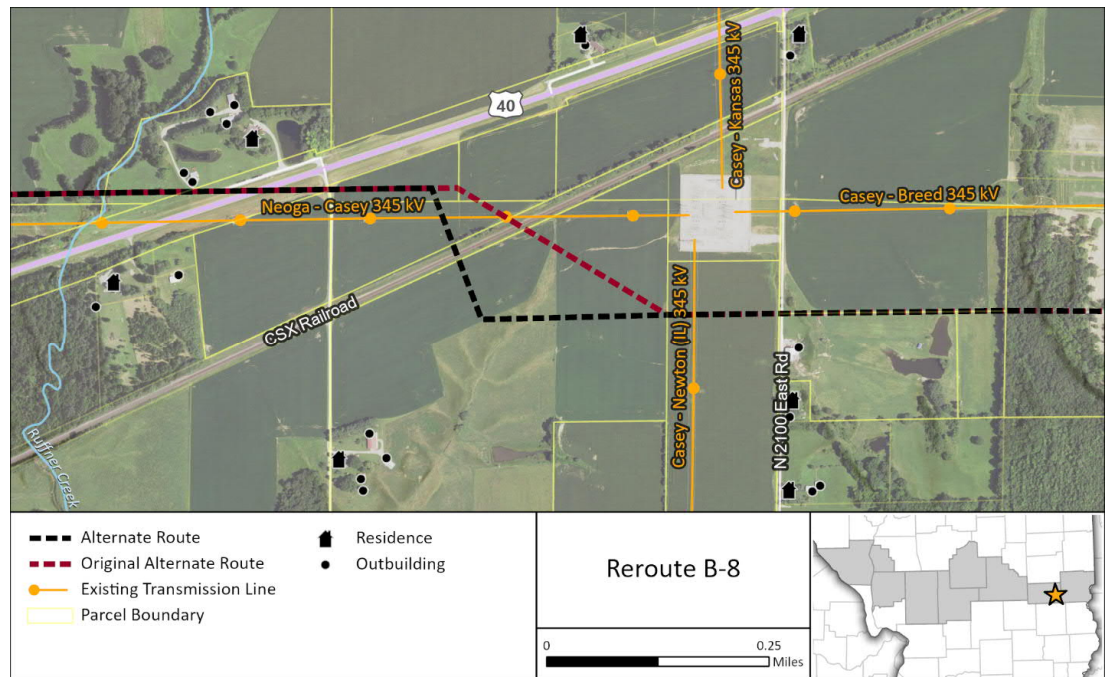 Casey - Kansas 345 kV
40
Neoga - Casey 345 kV
Casey - Breed 345 kV
CSX Railroad
Casey - Newton (IL) 345 kV
N 2100 East Rd
Ruffner Creek
Alternate Route
Original Alternate Route
Existing Transmission Line
Parcel Boundary
Residence
Outbuilding
Reroute B-8
0 0.25
Miles